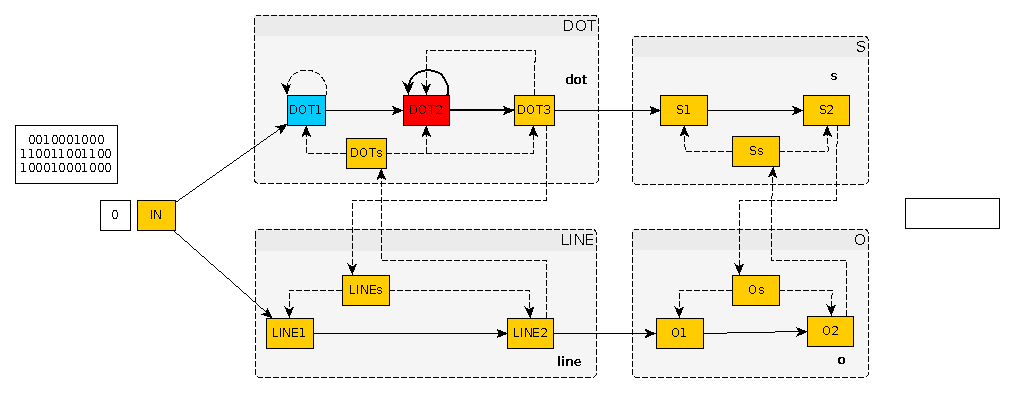 DOT
S
dot
s
DOT1
DOT2
DOT3
S1
S2
0010001000
110011001100
100010001000
DOTs
Ss
0
IN
LINE
O
LINEs
Os
LINE1
LINE2
O1
O2
line
o